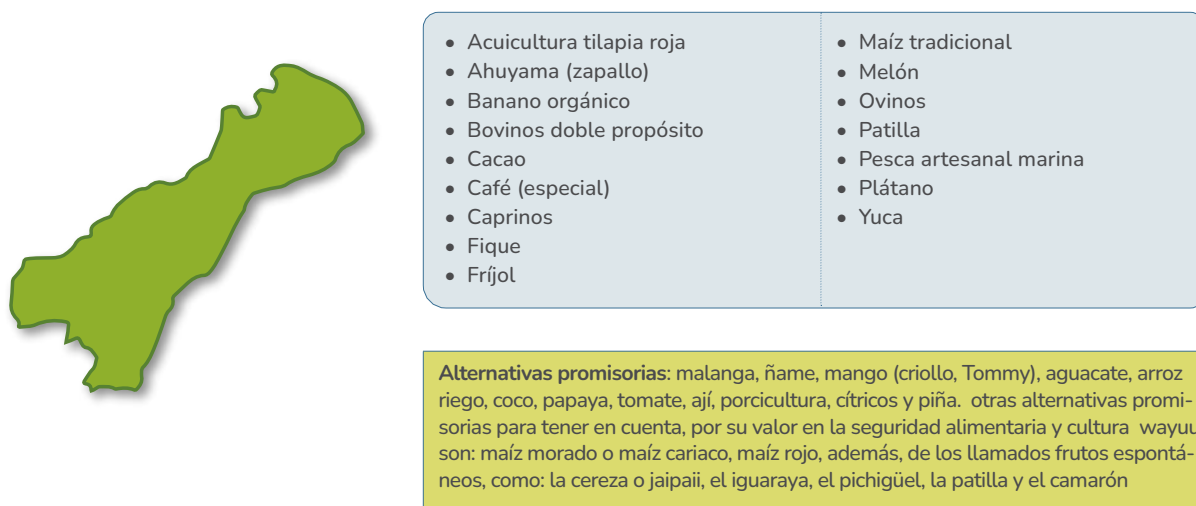 • Acuicultura tilapia roja
• Ahuyama (zapallo)
• Banano orgánico
• Bovinos doble propósito
• Cacao
• Café (especial)
• Caprinos
• Fique
• Fríjol
• Maíz tradicional
• Melón
• Ovinos
• Patilla
• Pesca artesanal marina
• Plátano
• Yuca
Alternativas promisorias: malanga, ñame, mango (criollo, Tommy), aguacate, arroz
riego, coco, papaya, tomate, ají, porcicultura, cítricos y piña. otras alternativas promi-
sorias para tener en cuenta, por su valor en la seguridad alimentaria y cultura wayuu
son: maíz morado o maíz cariaco, maíz rojo, además, de los llamados frutos espontá-
neos, como: la cereza o jaipaii, el iguaraya, el pichigüel, la patilla y el camarón